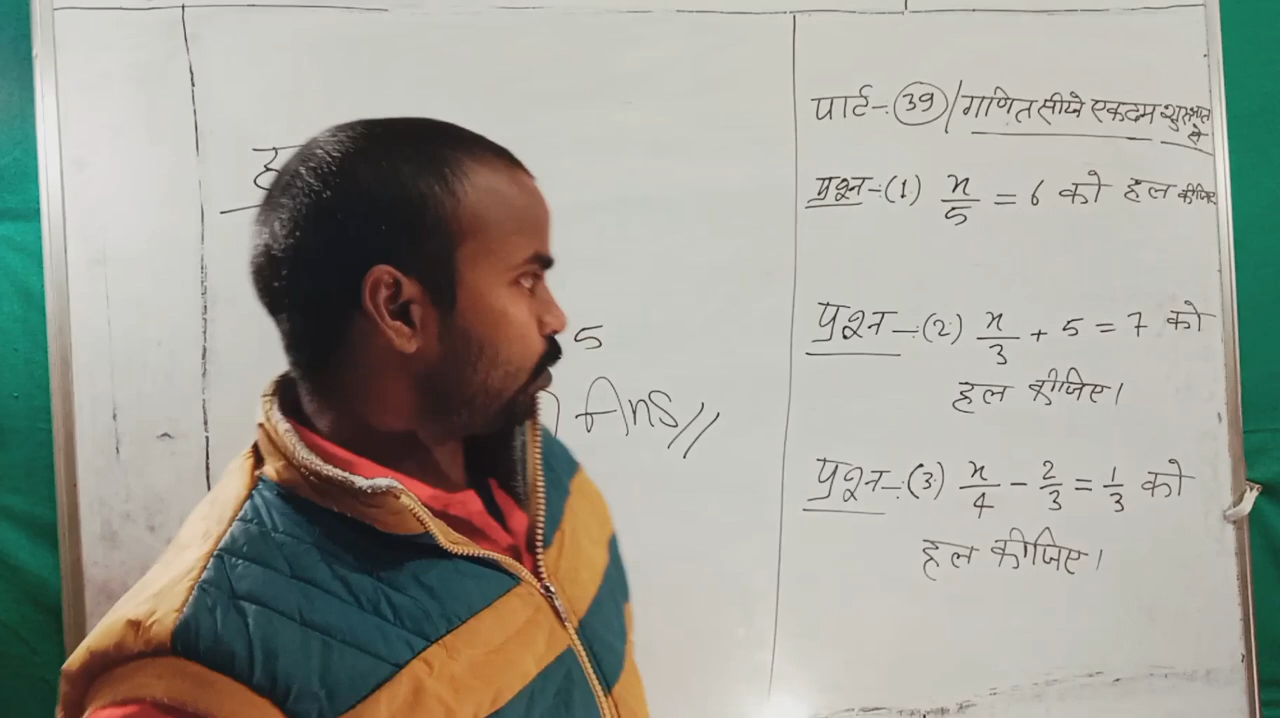 ह
5
Ans//
पार्ट-(39)/गणित सीखे एकदम शुरुआत से
प्रश्न-:(1) x/5 = 6 को हल कीजिए
प्रश्न-:(2) x/3 + 5 = 7 को
हल कीजिए।
प्रश्न-:(3) x/4 - 2/3 = 1/3 को
हल कीजिए।